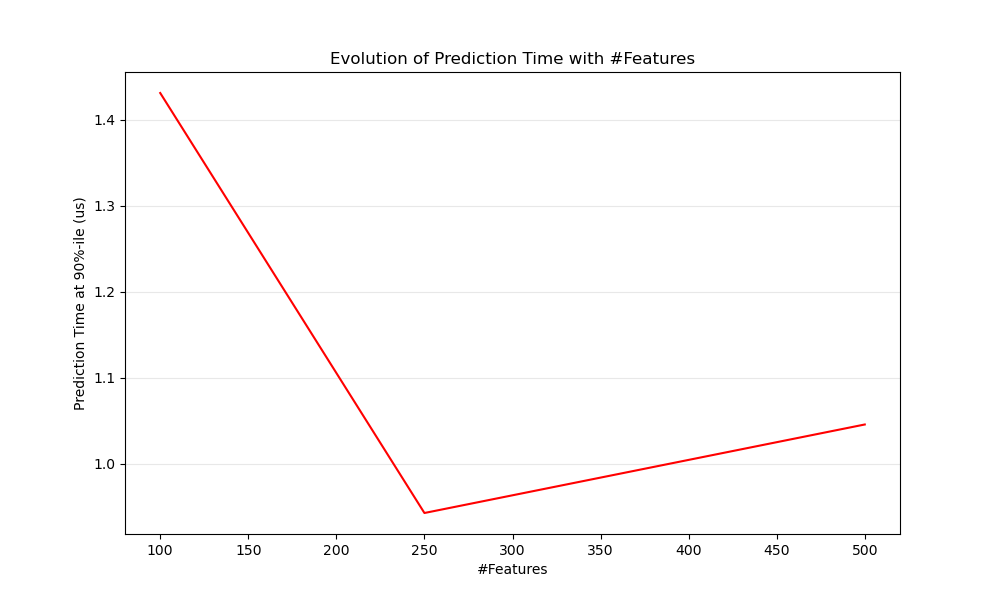 Evolution of Prediction Time with #Features
Prediction Time at 90%-ile (us)
1.4
1.3
1.2
1.1
1.0
100 150 200 250 300 350 400 450 500
#Features